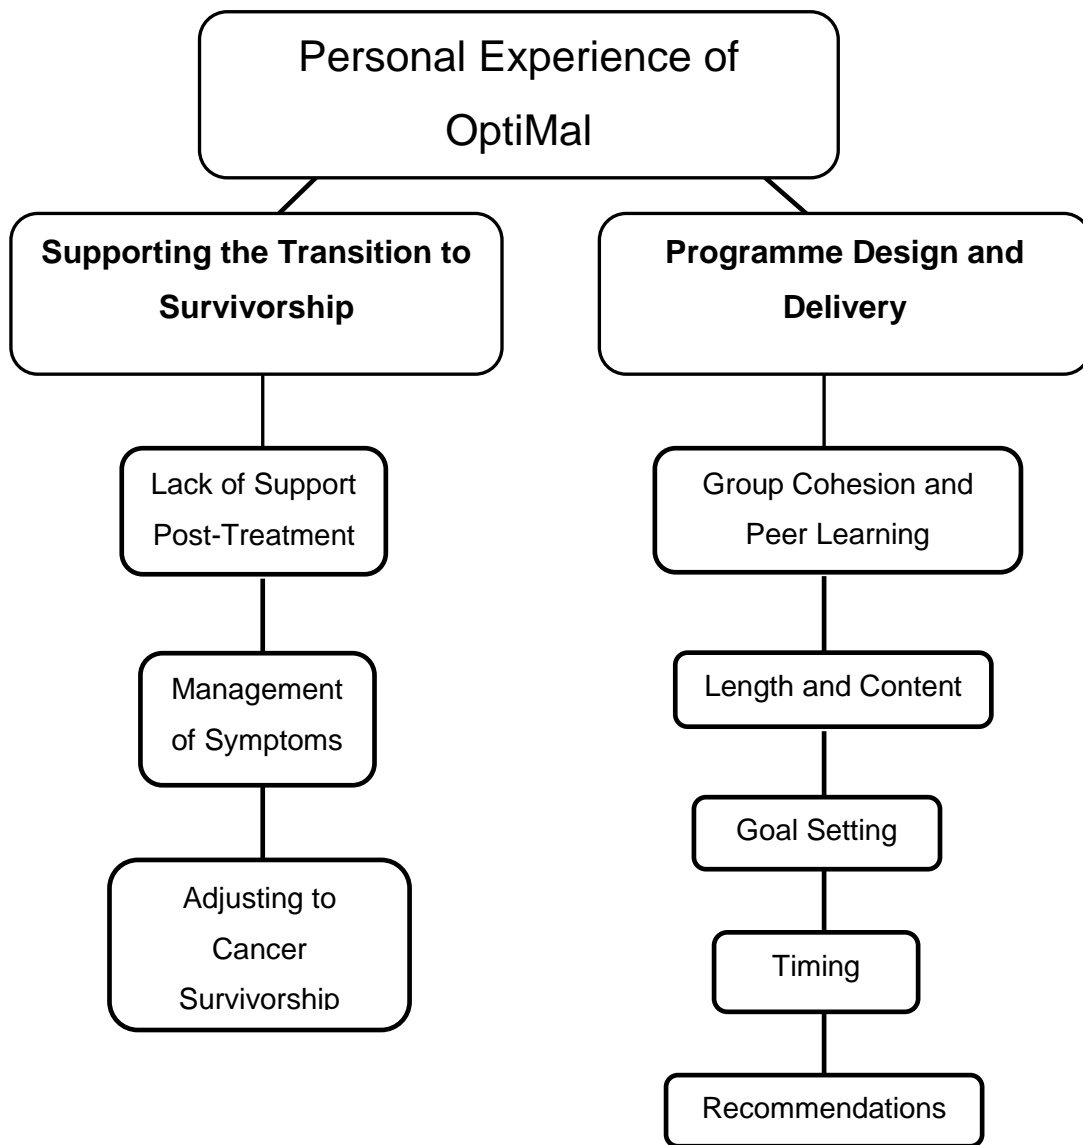 Personal Experience of
OptiMal
Supporting the Transition to
Survivorship
Programme Design and
Delivery
Lack of Support
Post-Treatment
Management
of Symptoms
Adjusting to
Cancer
Survivorship
Group Cohesion and
Peer Learning
Length and Content
Goal Setting
Timing
Recommendations